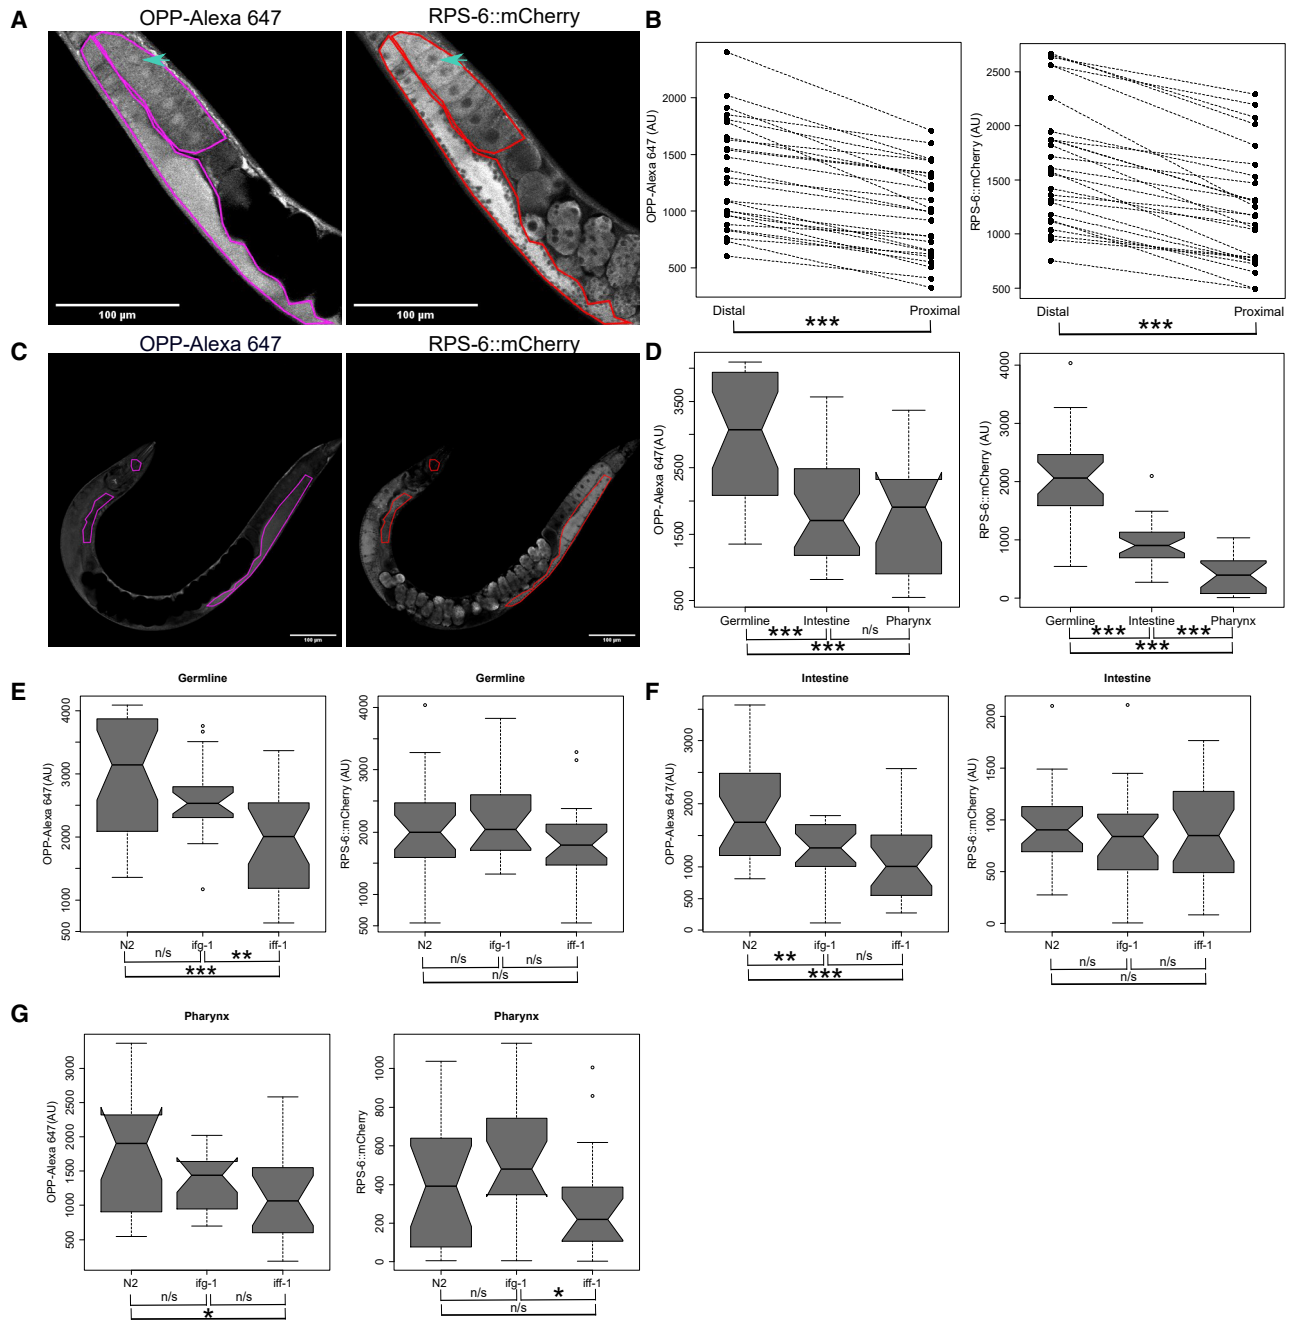 A
OPP-Alexa 647
RPS-6::mCherry
100 µm
100 µm
B
OPP-Alexa 647 (AU)
2000
1500
1000
500
Distal
Proximal
***
RPS-6::mCherry (AU)
2500
2000
1500
1000
500
Distal
Proximal
***
C
OPP-Alexa 647
RPS-6::mCherry
100 µm
100 µm
D
OPP-Alexa 647(AU)
3500
2500
1500
500
Germline Intestine Pharynx
*** n/s
***
RPS-6::mCherry (AU)
4000
3000
2000
1000
0
Germline Intestine Pharynx
*** ***
***
E
Germline
OPP-Alexa 647(AU)
4000
3000
2000
1000
500
N2 ifg-1 iff-1
n/s **
***
Germline
RPS-6::mCherry (AU)
4000
3000
2000
1000
500
N2 ifg-1 iff-1
n/s n/s
n/s
F
Intestine
OPP-Alexa 647(AU)
3000
2000
1000
500
0
N2 ifg-1 iff-1
** n/s
***
Intestine
RPS-6::mCherry (AU)
2000
1500
1000
500
0
N2 ifg-1 iff-1
n/s n/s
n/s
G
Pharynx
OPP-Alexa 647(AU)
3000
2500
2000
1500
1000
500
N2 ifg-1 iff-1
n/s n/s
*
Pharynx
RPS-6::mCherry
1000
800
600
400
200
0
N2 ifg-1 iff-1
n/s *
n/s